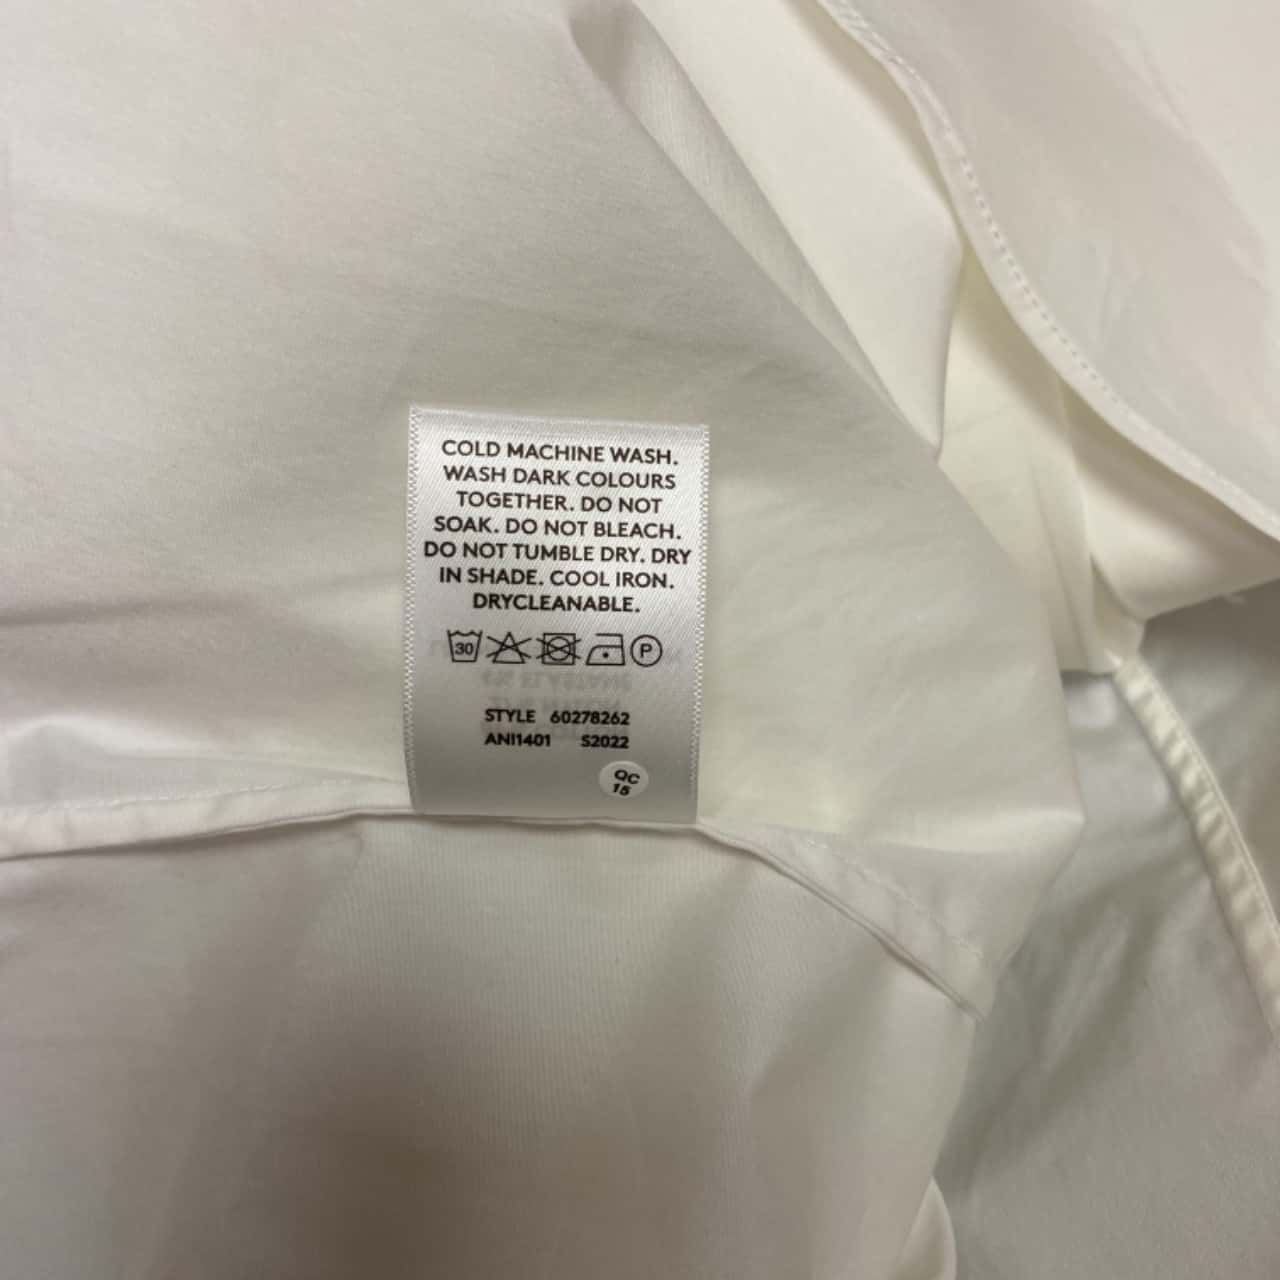 COLD MACHINE WASH.
WASH DARK COLOURS
TOGETHER. DO NOT
SOAK. DO NOT BLEACH.
DO NOT TUMBLE DRY. DRY
IN SHADE. COOL IRON.
DRYCLEANABLE.
30 P
STYLE 60278262
ANI1401 S2022
QC
15